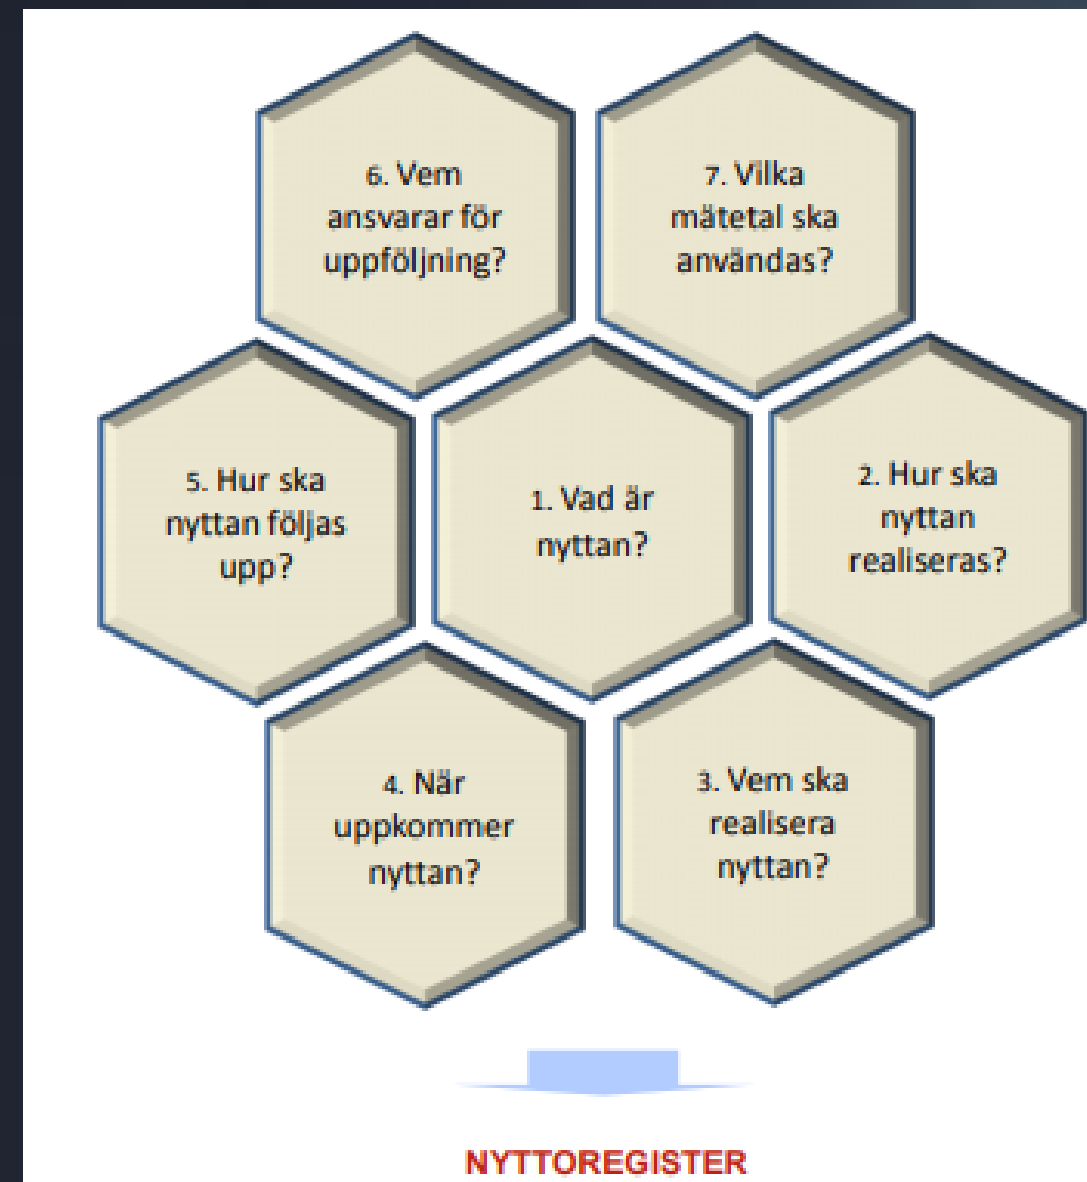 6. Vem
ansvarar för
uppföljning?
7. Vilka
mätetal ska
användas?
5. Hur ska
nyttan följas
upp?
1. Vad är
nyttan?
2. Hur ska
nyttan
realiseras?
4. När
uppkommer
nyttan?
3. Vem ska
realisera
nyttan?
NYTTOREGISTER